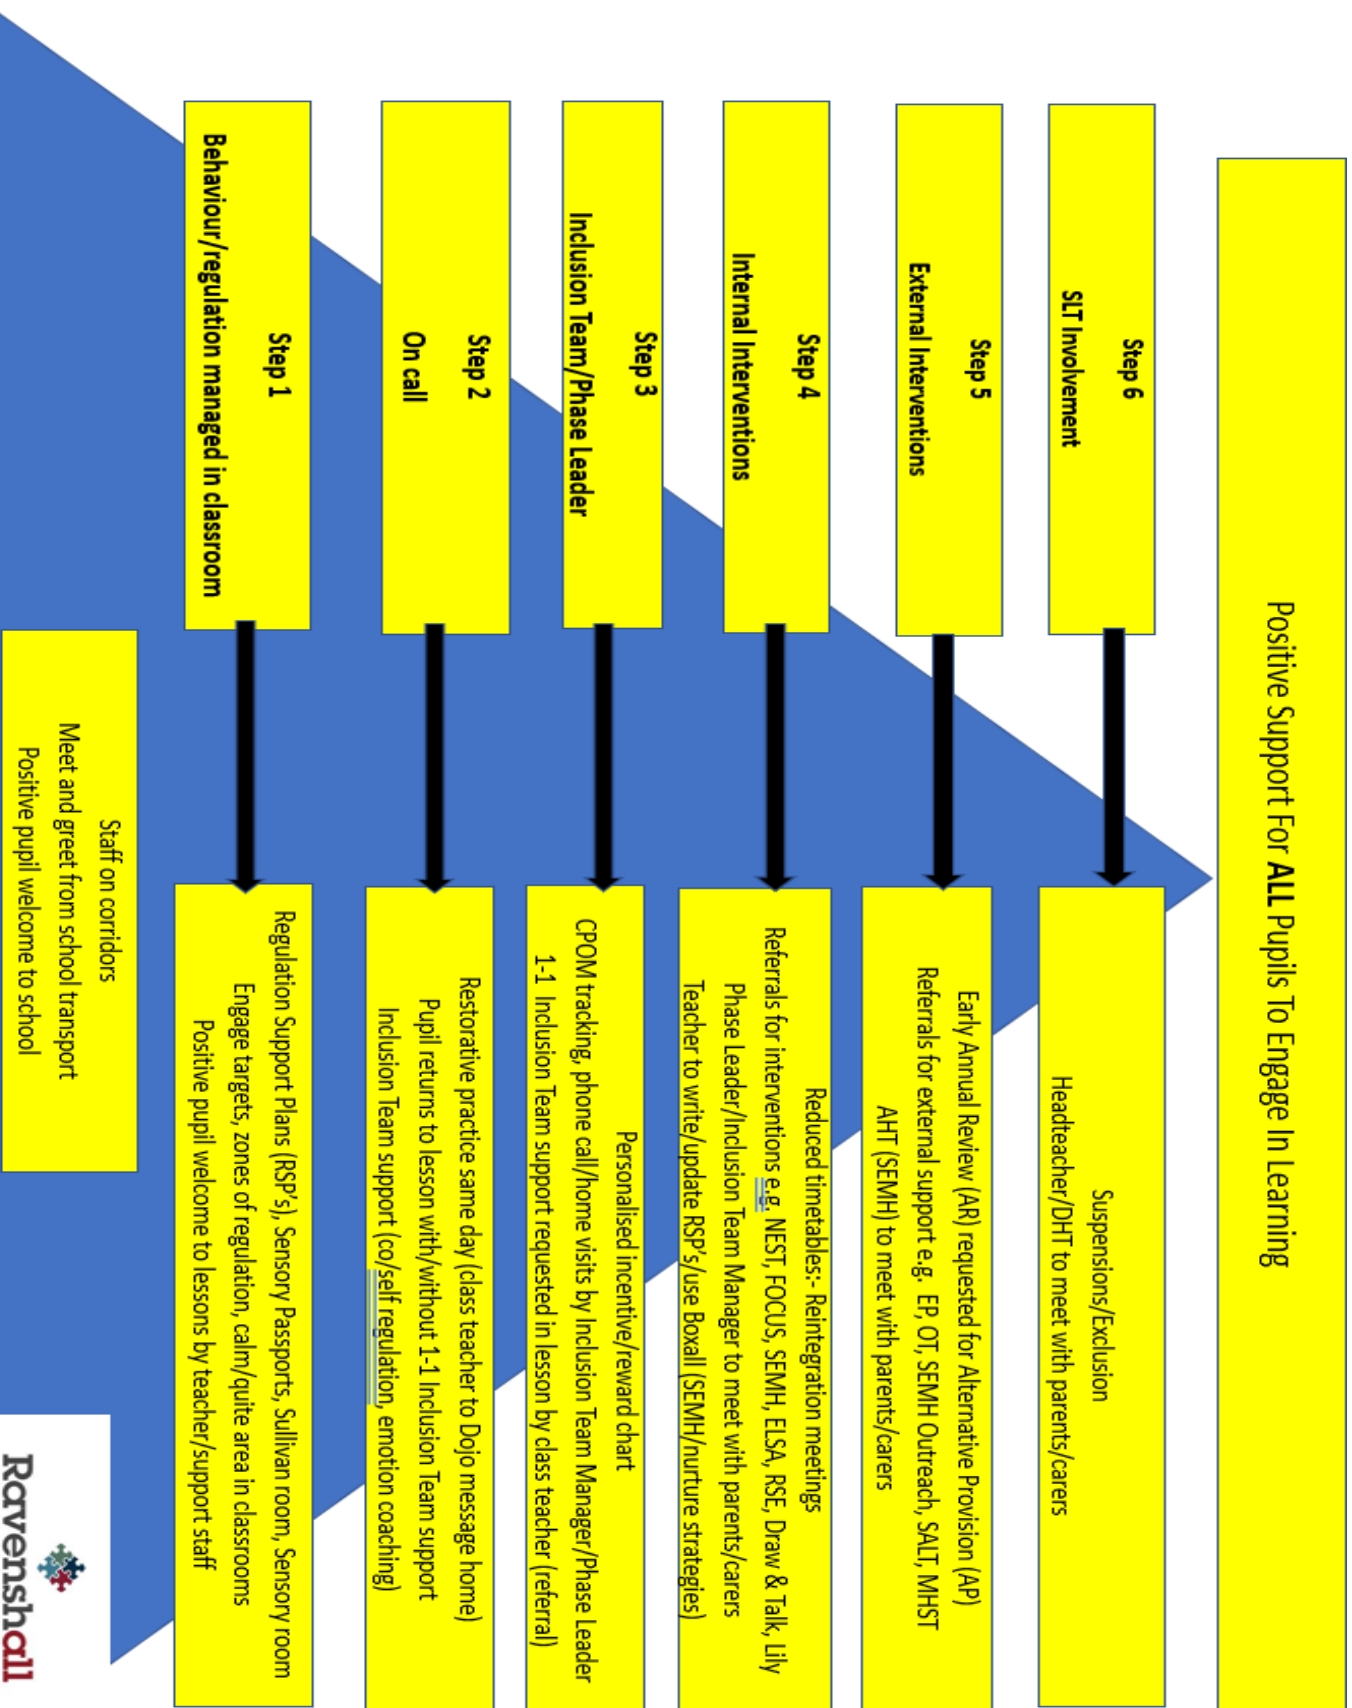 Positive Support For ALL Pupils To Engage In Learning
Step 6
SLT Involvement
Suspensions/Exclusion
Headteacher/DHT to meet with parents/carers
Step 5
External Interventions
Early Annual Review (AR) requested for Alternative Provision (AP)
Referrals for external support e.g. EP, OT, SEMH Outreach, SALT, MHST
AHT (SEMH) to meet with parents/carers
Step 4
Internal Interventions
Reduced timetables:- Reintegration meetings
Referrals for interventions e.g. NEST, FOCUS, SEMH, ELSA, RSE, Draw & Talk, Lily
Phase Leader/Inclusion Team Manager to meet with parents/carers
Teacher to write/update RSP's/use Boxall (SEMH/nurture strategies)
Step 3
Inclusion Team/Phase Leader
Personalised incentive/reward chart
CPOM tracking, phone call/home visits by Inclusion Team Manager/Phase Leader
1-1 Inclusion Team support requested in lesson by class teacher (referral)
Step 2
On call
Restorative practice same day (class teacher to Dojo message home)
Pupil returns to lesson with/without 1-1 Inclusion Team support
Inclusion Team support (co/self regulation, emotion coaching)
Step 1
Behaviour/regulation managed in classroom
Regulation Support Plans (RSP's), Sensory Passports, Sullivan room, Sensory room
Engage targets, zones of regulation, calm/quite area in classrooms
Positive pupil welcome to lessons by teacher/support staff
Staff on corridors
Meet and greet from school transport
Positive pupil welcome to school
Ravenshall